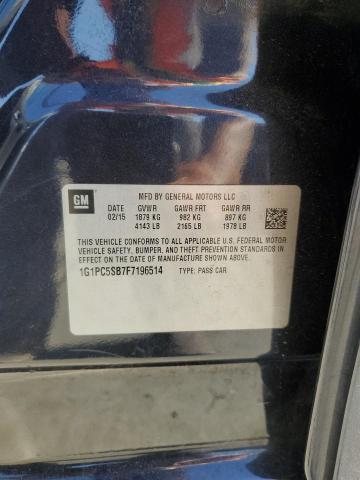 GM
MFD BY GENERAL MOTORS LLC
DATE GVWR GAWR FRT GAWR RR
02/15 1879 KG 982 KG 897 KG
4143 LB 2165 LB 1978 LB
THIS VEHICLE CONFORMS TO ALL APPLICABLE U.S. FEDERAL MOTOR
VEHICLE SAFETY, BUMPER, AND THEFT PREVENTION
STANDARDS IN EFFECT ON THE
DATE OF MANUFACTURE SHOWN ABOVE.
1G1PC5SB7F7196514 TYPE: PASS CAR